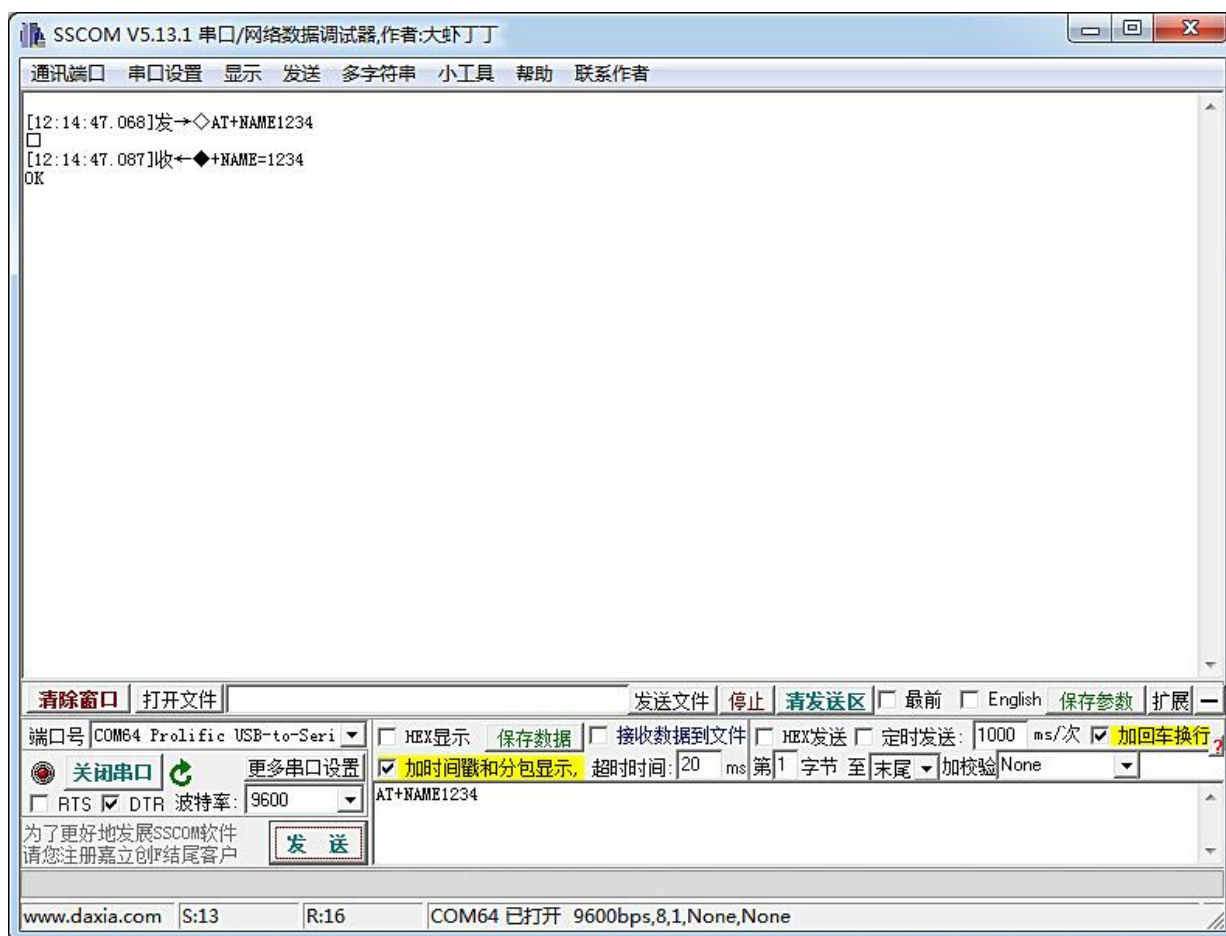 SSCOM V5.13.1 串口/网络数据调试器,作者:大虾丁丁
通讯端口 串口设置 显示 发送 多字符串 小工具 帮助 联系作者
[12:14:47.068]发→◇AT+NAME1234
□
[12:14:47.087]收←◆+NAME=1234
OK
清除窗口 打开文件 发送文件 停止 清发送区 最前 English 保存参数 扩展 —
端口号 COM64 Prolific USB-to-Seri HEX显示 保存数据 接收数据到文件 HEX发送 定时发送: 1000 ms/次 加回车换行 ?
关闭串口 更多串口设置 加时间戳和分包显示, 超时时间: 20 ms 第 1 字节 至 末尾 加校验 None
RTS DTR 波特率: 9600 AT+NAME1234
为了更好地发展SSCOM软件
请您注册嘉立创F结尾客户 发 送
www.daxia.com S:13 R:16 COM64 已打开 9600bps,8,1,None,None